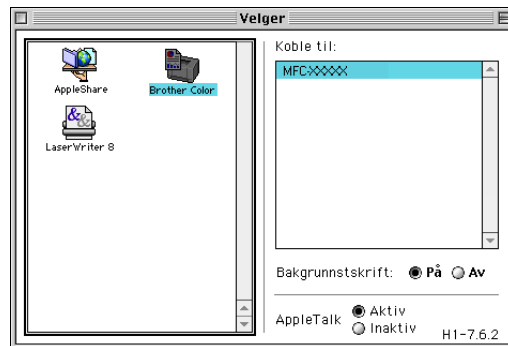 Velger
AppleShare
Brother Color
LaserWriter 8
Koble til:
MFC-XXXX
Bakgrunnstskrift: På Av
AppleTalk Aktiv
Inaktiv
H1-7.6.2